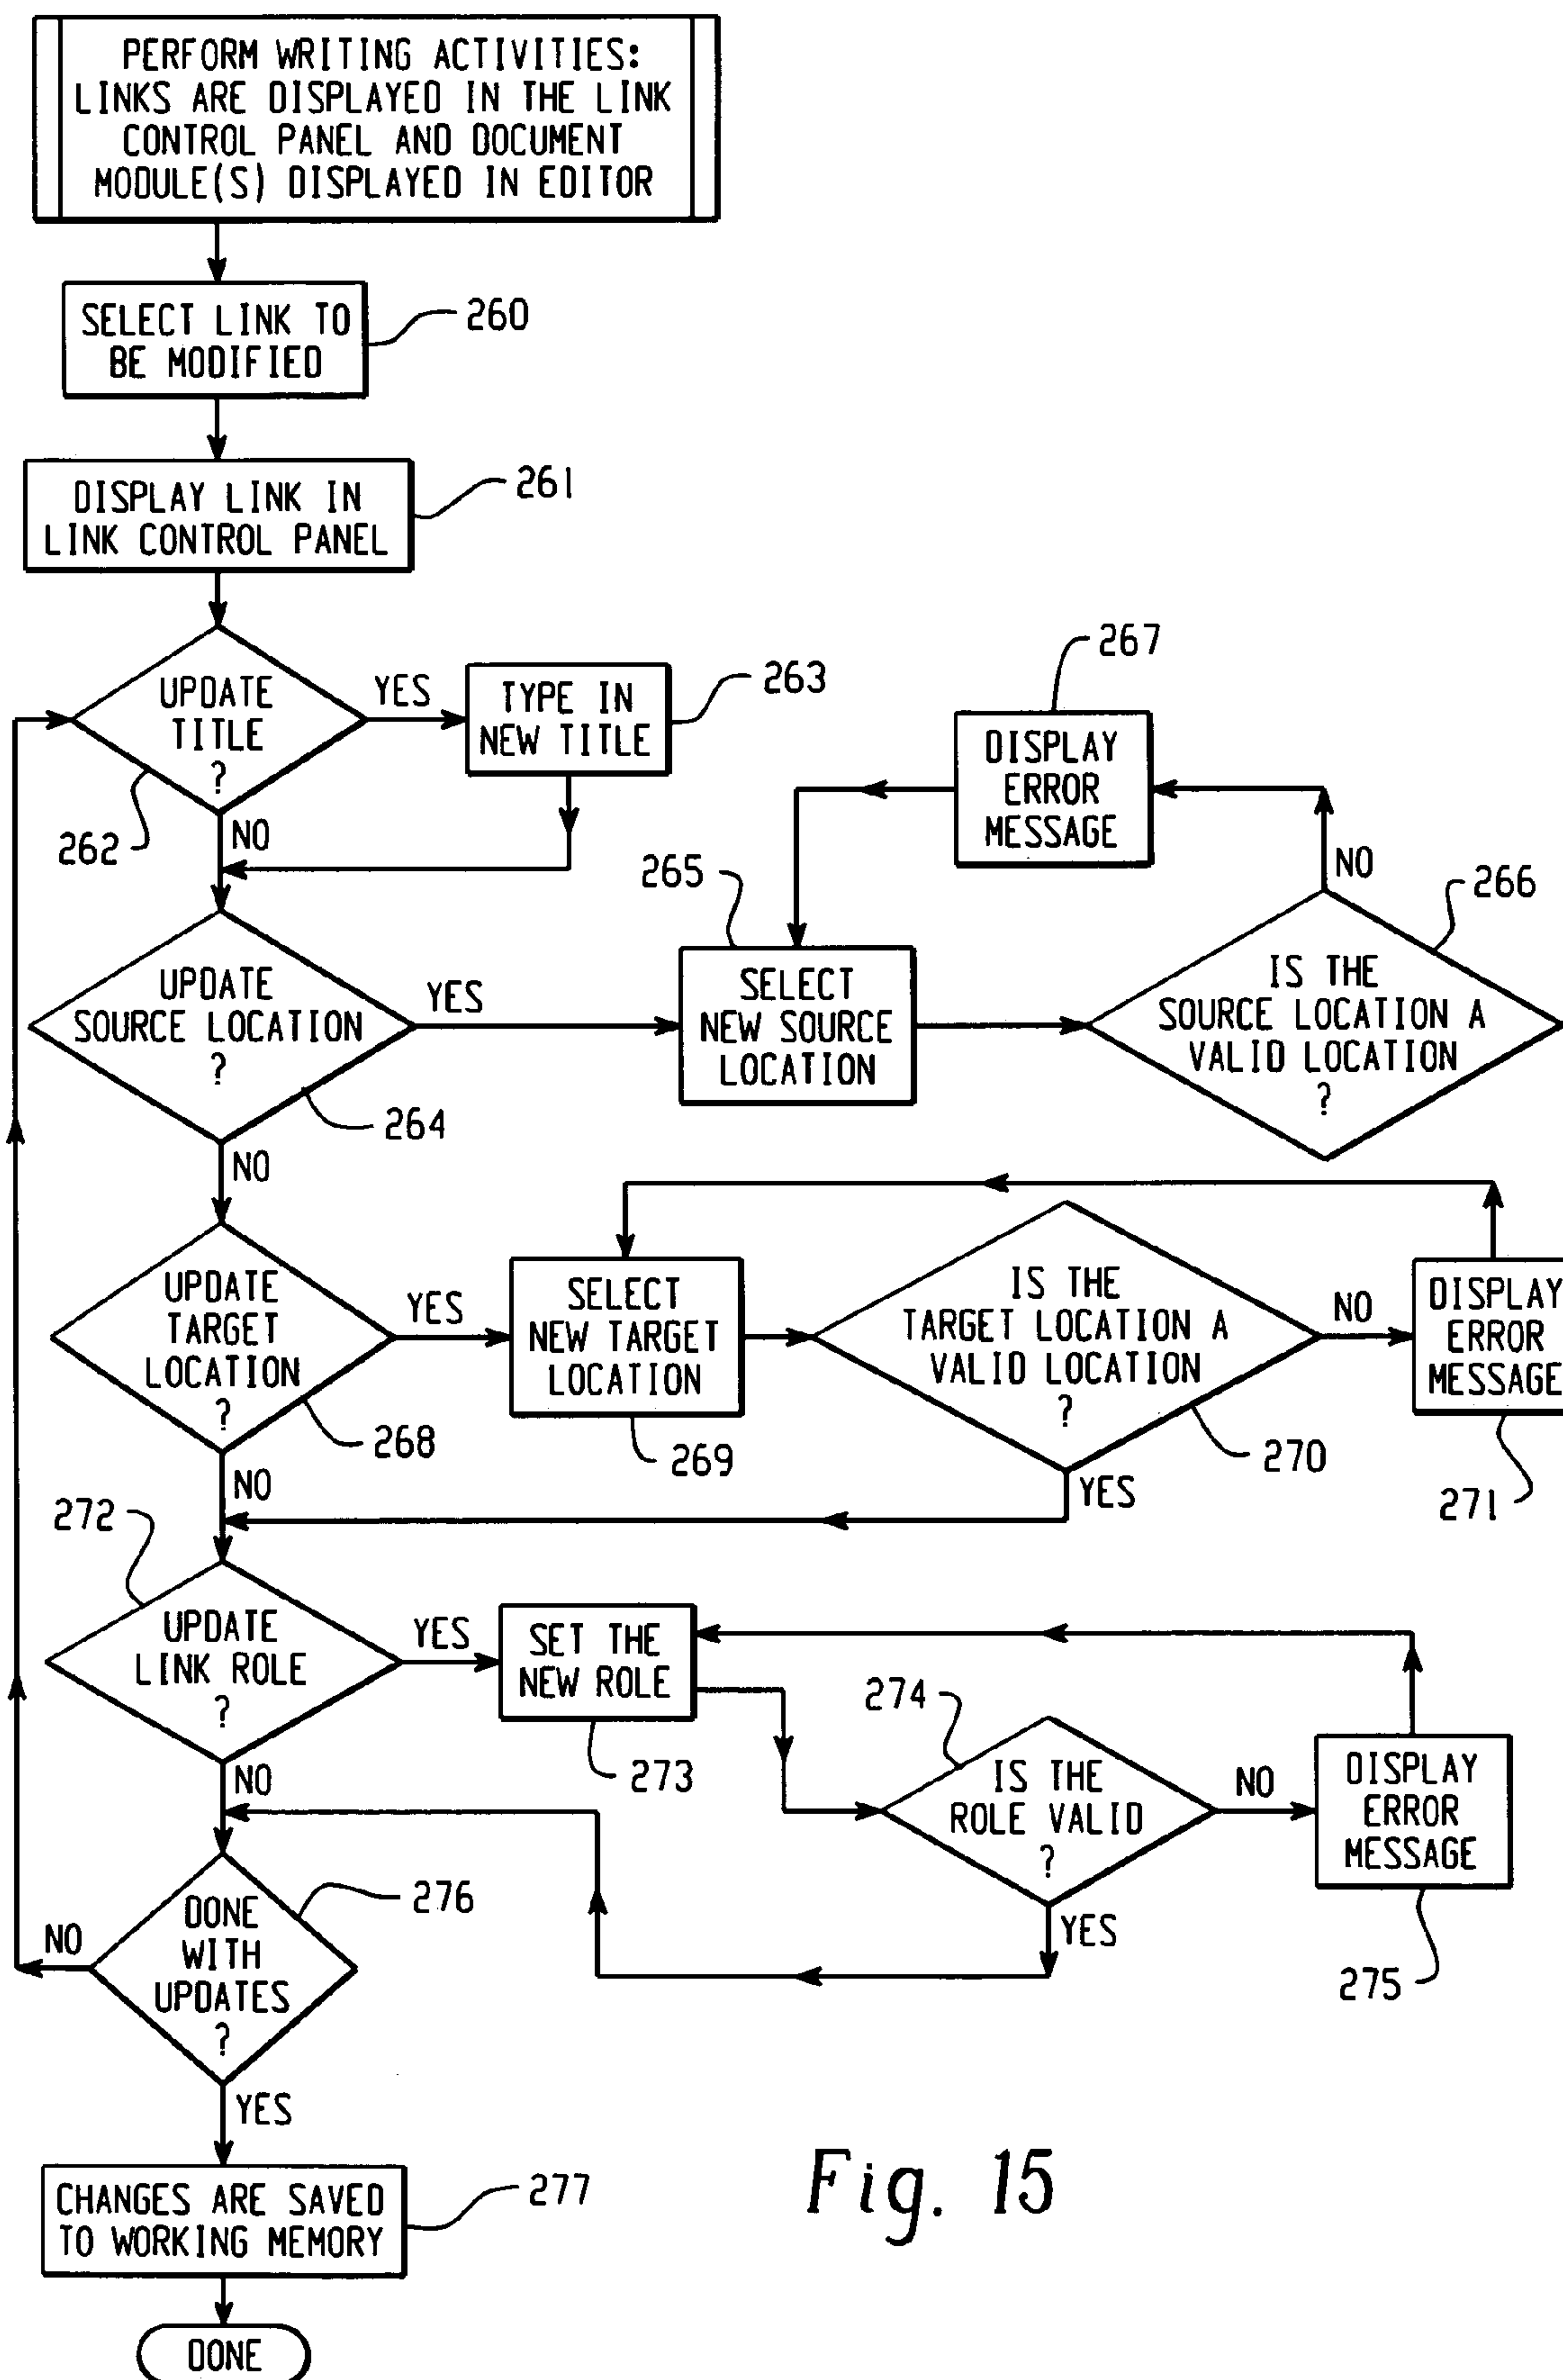 PERFORM WRITING ACTIVITIES:
LINKS ARE DISPLAYED IN THE LINK
CONTROL PANEL AND DOCUMENT
MODULE(S) DISPLAYED IN EDITOR
SELECT LINK TO
BE MODIFIED
260
DISPLAY LINK IN
LINK CONTROL PANEL
261
UPDATE
TITLE
?
262
YES
NO
TYPE IN
NEW TITLE
263
UPDATE
SOURCE LOCATION
?
264
YES
NO
SELECT
NEW SOURCE
LOCATION
265
IS THE
SOURCE LOCATION A
VALID LOCATION
?
266
NO
DISPLAY
ERROR
MESSAGE
267
UPDATE
TARGET
LOCATION
?
268
YES
NO
SELECT
NEW TARGET
LOCATION
269
IS THE
TARGET LOCATION A
VALID LOCATION
?
270
NO
YES
DISPLAY
ERROR
MESSAGE
271
272
UPDATE
LINK ROLE
?
YES
NO
SET THE
NEW ROLE
273
274
IS THE
ROLE VALID
?
NO
YES
DISPLAY
ERROR
MESSAGE
275
DONE
WITH
UPDATES
?
276
NO
YES
CHANGES ARE SAVED
TO WORKING MEMORY
277
DONE
Fig. 15